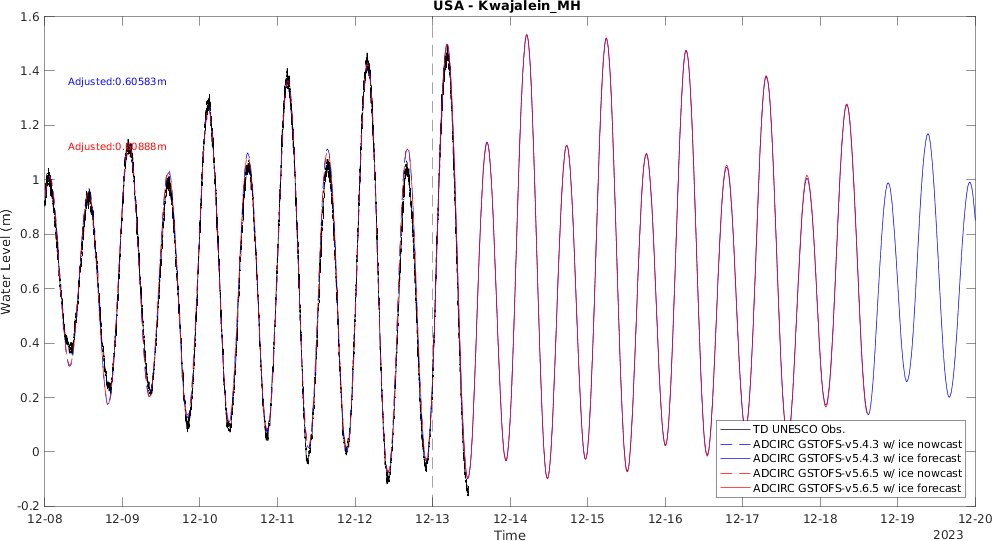 USA - Kwajalein_MH
1.6
1.4
1.2
1
0.8
0.6
0.4
0.2
0
-0.2
Water Level (m)
Adjusted:0.60583m
Adjusted:0.60888m
TD UNESCO Obs.
ADCIRC GSTOFS-v5.4.3 w/ ice nowcast
ADCIRC GSTOFS-v5.4.3 w/ ice forecast
ADCIRC GSTOFS-v5.6.5 w/ ice nowcast
ADCIRC GSTOFS-v5.6.5 w/ ice forecast
12-08 12-09 12-10 12-11 12-12 12-13 12-14 12-15 12-16 12-17 12-18 12-19 12-20
Time
2023